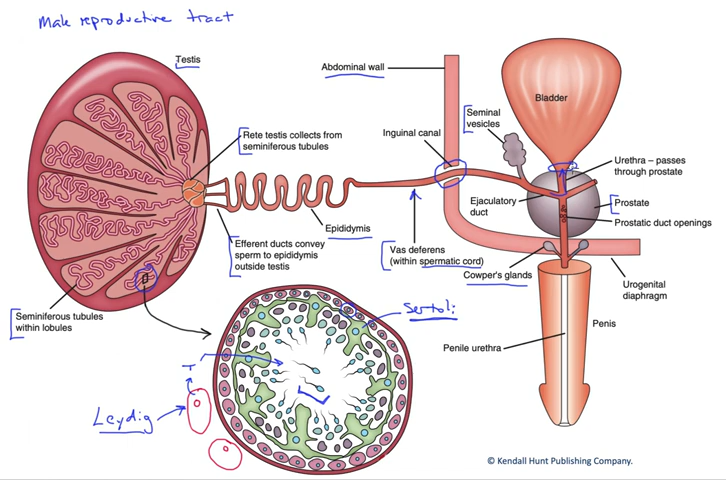 Male reproductive tract
Testis
Abdominal wall
Bladder
Seminal
vesicles
Rete testis collects from
seminiferous tubules
Inguinal canal
Urethra – passes
through prostate
Ejaculatory
duct
Prostate
Prostatic duct openings
Epididymis
Efferent ducts convey
sperm to epididymis
outside testis
Vas deferens
(within spermatic cord)
Cowper's glands
Urogenital
diaphragm
Seminiferous tubules
within lobules
Sertoli
Penis
Penile urethra
T
Leydig
© Kendall Hunt Publishing Company.